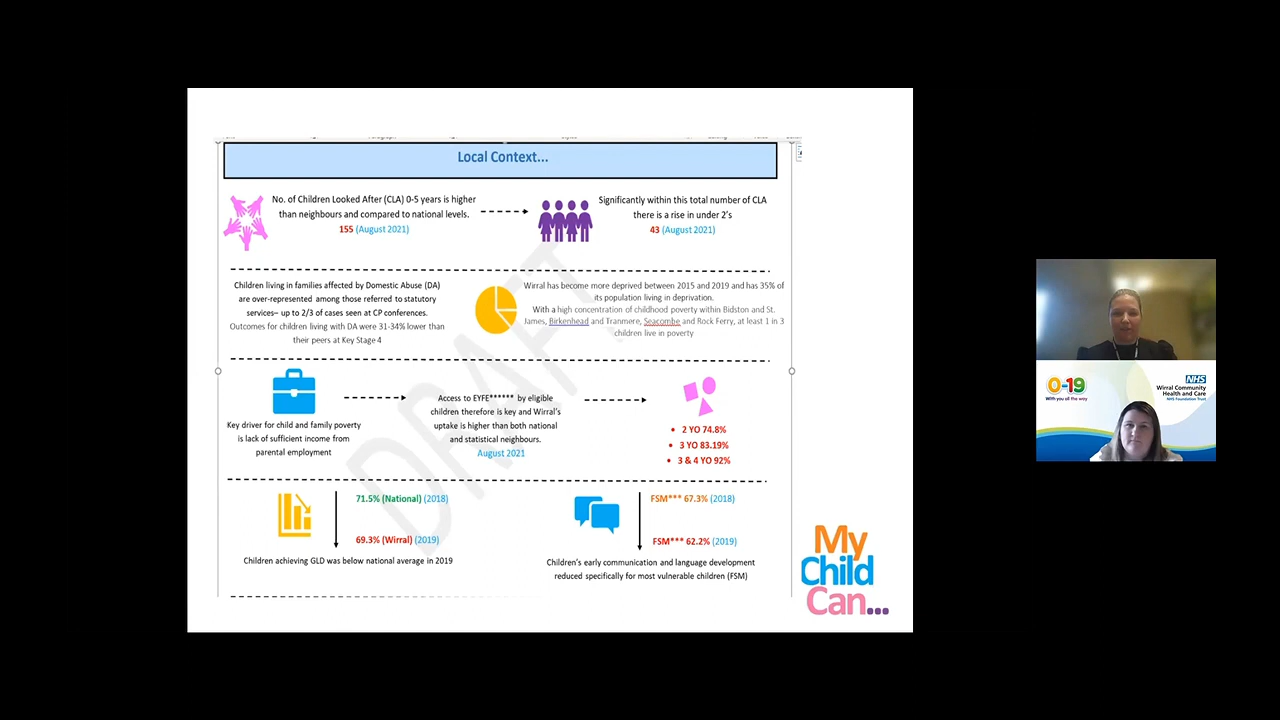 Local Context...
No. of Children Looked After (CLA) 0-5 years is higher
than neighbours and compared to national levels.
155 (August 2021)
Significantly within this total number of CLA
there is a rise in under 2's
43 (August 2021)
Children living in families affected by Domestic Abuse (DA)
are over-represented among those referred to statutory
services– up to 2/3 of cases seen at CP conferences.
Outcomes for children living with DA were 31-34% lower than
their peers at Key Stage 4
Wirral has become more deprived between 2015 and 2019 and has 35% of
its population living in deprivation.
With a high concentration of childhood poverty within Bidston and St.
James, Birkenhead and Tranmere, Seacombe and Rock Ferry, at least 1 in 3
children live in poverty
Key driver for child and family poverty
is lack of sufficient income from
parental employment
Access to EYFE****** by eligible
children therefore is key and Wirral's
uptake is higher than both national
and statistical neighbours.
August 2021
• 2 YO 74.8%
• 3 YO 83.19%
• 3 & 4 YO 92%
71.5% (National) (2018)
69.3% (Wirral) (2019)
Children achieving GLD was below national average in 2019
FSM*** 67.3% (2018)
FSM*** 62.2% (2019)
Children's early communication and language development
reduced specifically for most vulnerable children (FSM)
DRAFT
My
Child
Can...
0-19
With you all the way
NHS
Wirral Community
Health and Care
NHS Foundation Trust